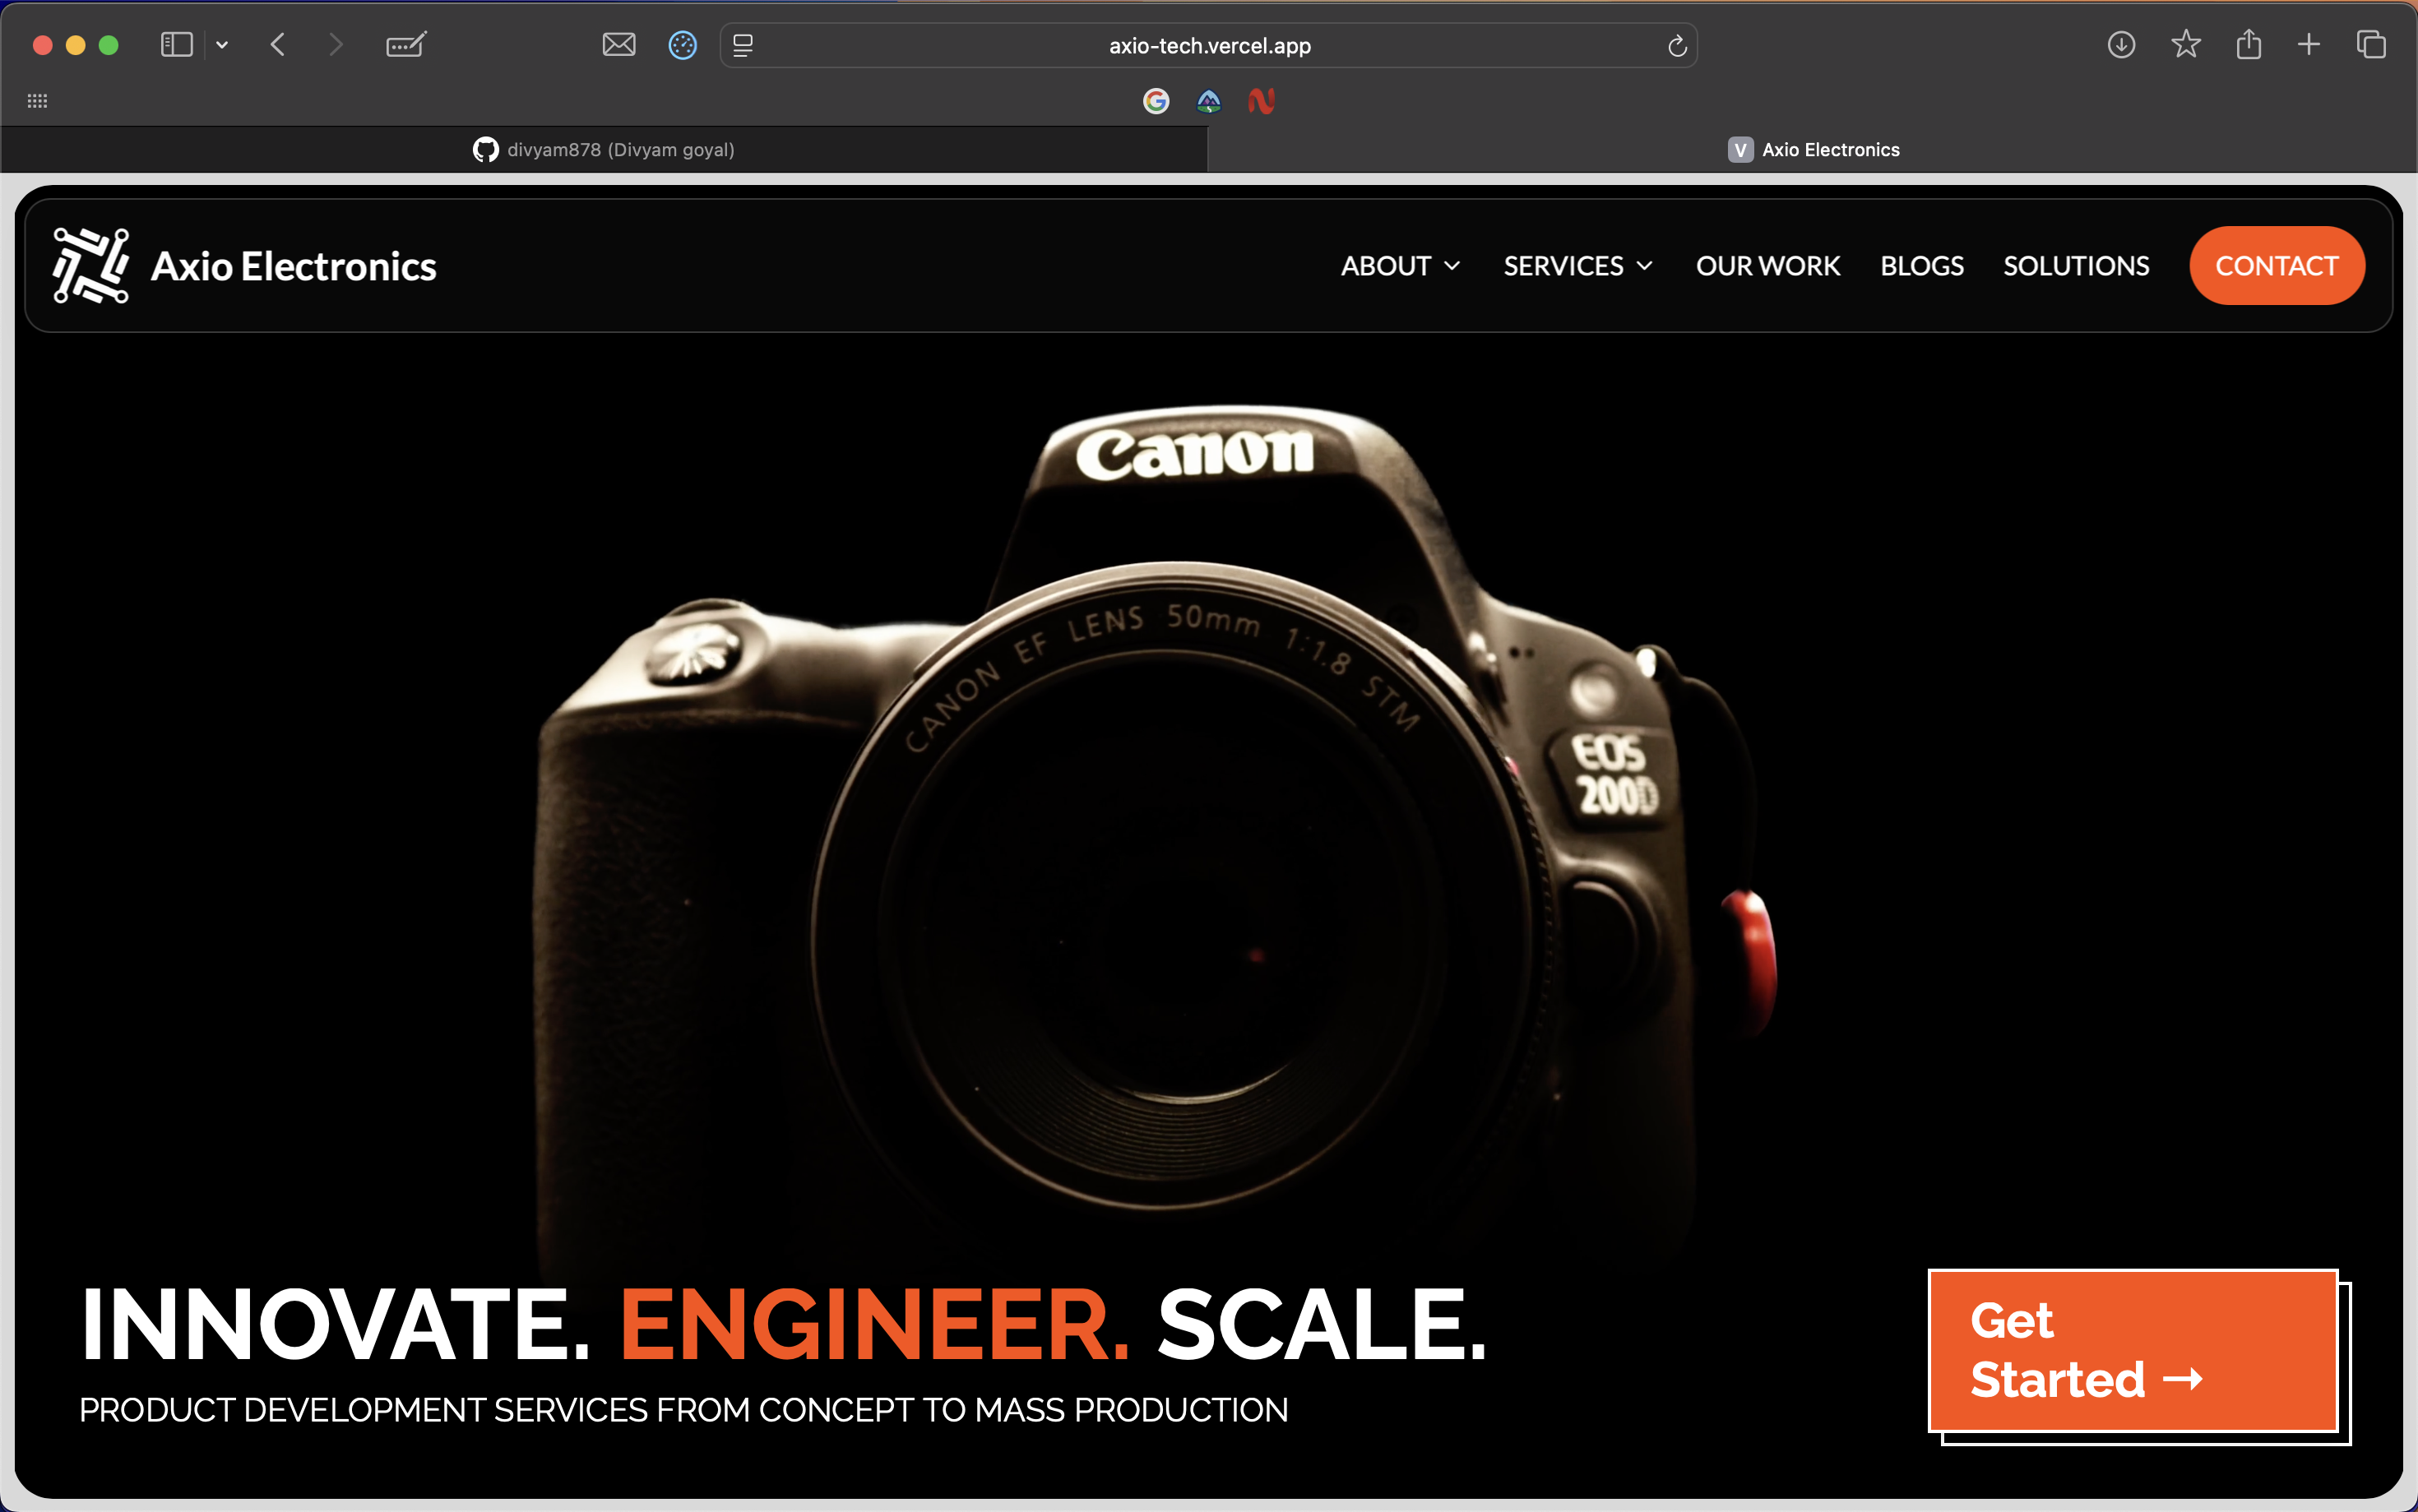 axio-tech.vercel.app
divyam878 (Divyam goyal)
V Axio Electronics
Axio Electronics
ABOUT
SERVICES
OUR WORK
BLOGS
SOLUTIONS
CONTACT
Canon
CANON EF LENS 50mm 1:1.8 STM
EOS
200D
INNOVATE. ENGINEER. SCALE.
PRODUCT DEVELOPMENT SERVICES FROM CONCEPT TO MASS PRODUCTION
Get
Started →